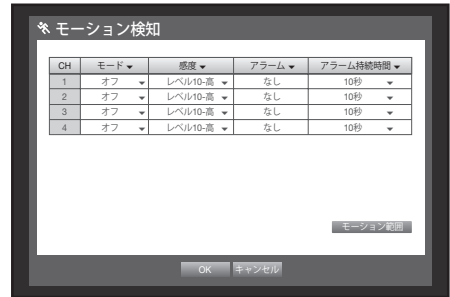 モーション検知
CH モード 感度 アラーム アラーム持続時間
1 オフ レベル10-高 なし 10秒
2 オフ レベル10-高 なし 10秒
3 オフ レベル10-高 なし 10秒
4 オフ レベル10-高 なし 10秒
モーション範囲
OK キャンセル